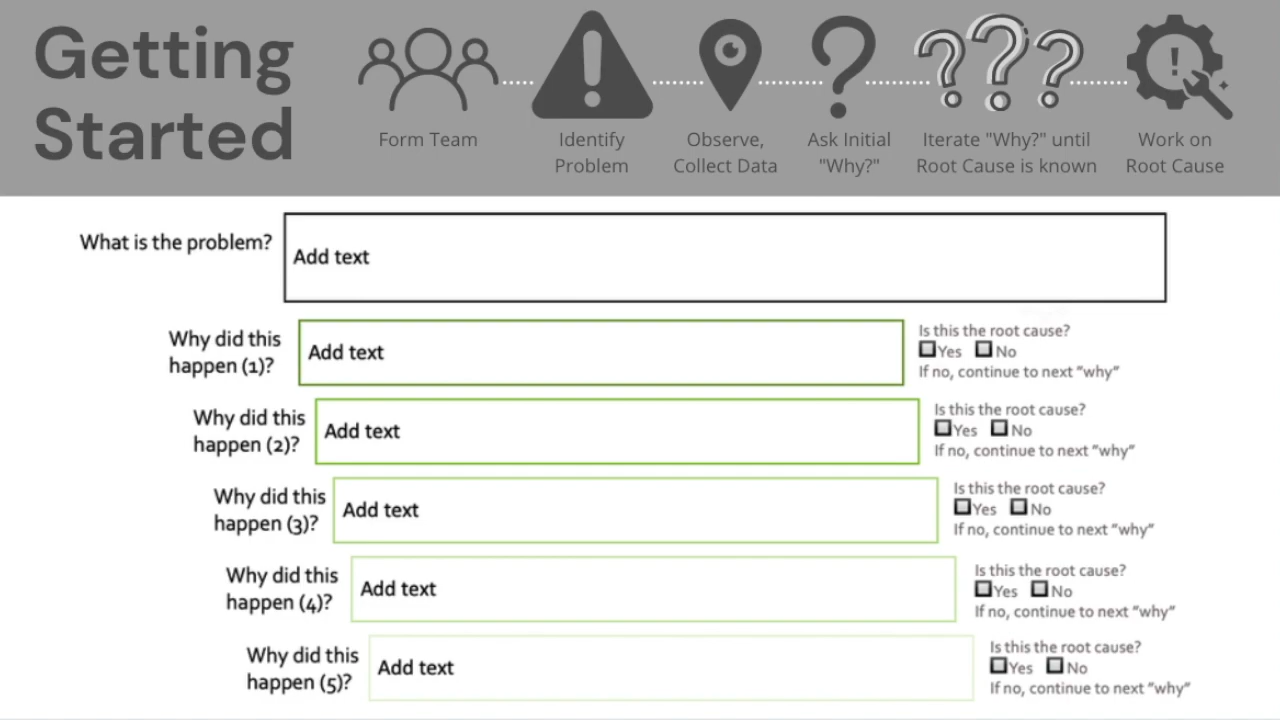 Getting
Started
Form Team
Identify
Problem
Observe,
Collect Data
Ask Initial
"Why?"
Iterate "Why?" until
Root Cause is known
Work on
Root Cause
What is the problem?
Add text
Why did this
happen (1)?
Add text
Is this the root cause?
Yes No
If no, continue to next "why"
Why did this
happen (2)?
Add text
Is this the root cause?
Yes No
If no, continue to next "why"
Why did this
happen (3)?
Add text
Is this the root cause?
Yes No
If no, continue to next "why"
Why did this
happen (4)?
Add text
Is this the root cause?
Yes No
If no, continue to next "why"
Why did this
happen (5)?
Add text
Is this the root cause?
Yes No
If no, continue to next "why"